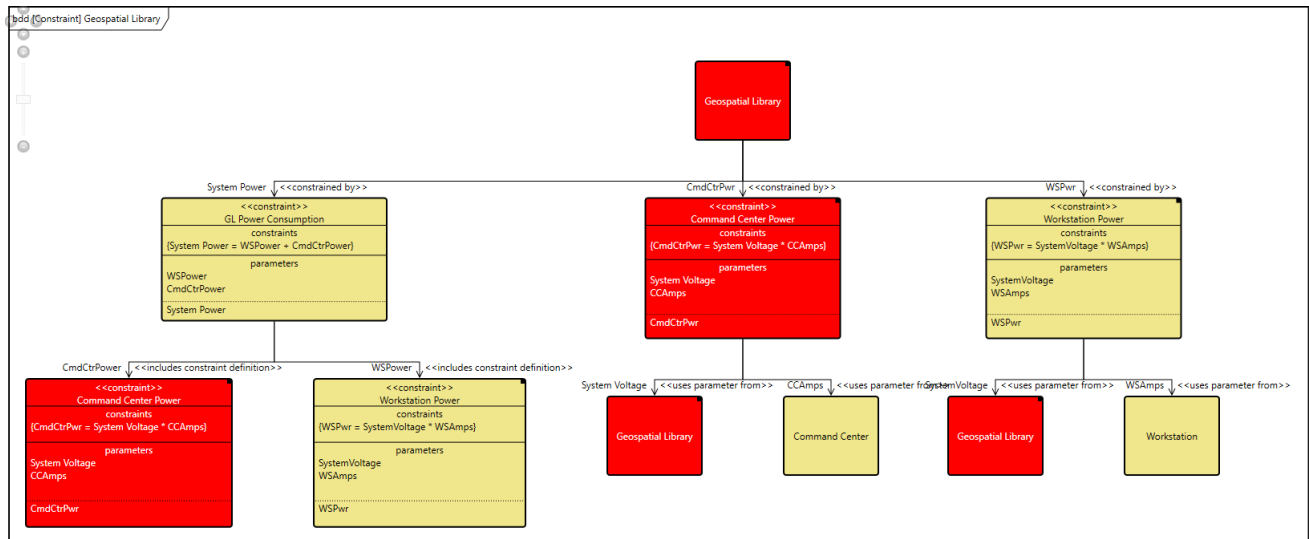 bdd [Constraint] Geospatial Library
Geospatial Library
System Power <<constrained by>>
CmdCtrPwr <<constrained by>>
WSPwr <<constrained by>>
<<constraint>>
GL Power Consumption
constraints
{System Power = WSPower + CmdCtrPower}
parameters
WSPower
CmdCtrPower
System Power
<<constraint>>
Command Center Power
constraints
{CmdCtrPwr = System Voltage * CCAmps}
parameters
System Voltage
CCAmps
CmdCtrPwr
<<constraint>>
Workstation Power
constraints
{WSPwr = SystemVoltage * WSAmps}
parameters
SystemVoltage
WSAmps
WSPwr
CmdCtrPower <<includes constraint definition>>
WSPower <<includes constraint definition>>
<<constraint>>
Command Center Power
constraints
{CmdCtrPwr = System Voltage * CCAmps}
parameters
System Voltage
CCAmps
CmdCtrPwr
<<constraint>>
Workstation Power
constraints
{WSPwr = SystemVoltage * WSAmps}
parameters
SystemVoltage
WSAmps
WSPwr
System Voltage <<uses parameter from>>
CCAmps <<uses parameter from>>
SystemVoltage <<uses parameter from>>
WSAmps <<uses parameter from>>
Geospatial Library
Command Center
Geospatial Library
Workstation